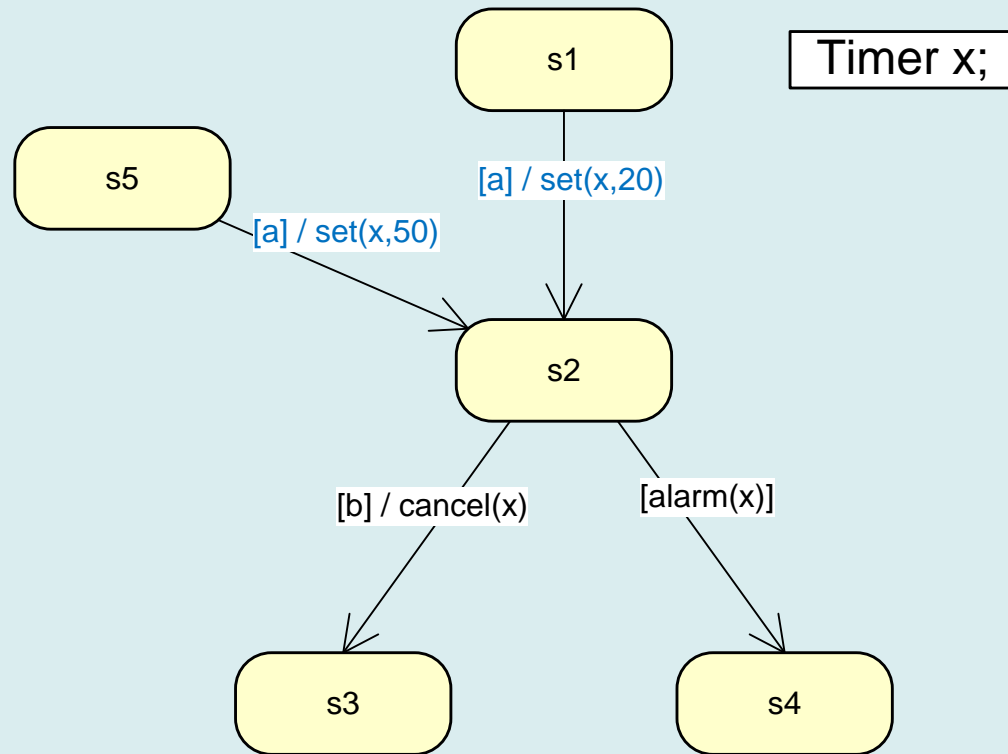 s1
Timer x;
s5
[a] / set(x,20)
[a] / set(x,50)
s2
[b] / cancel(x)
[alarm(x)]
s3
s4